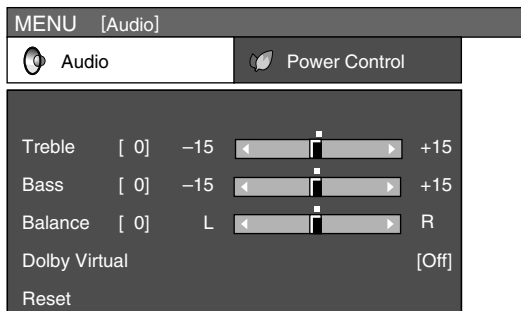 MENU [Audio]
Audio Power Control
Treble [ 0] –15 +15
Bass [ 0] –15 +15
Balance [ 0] L R
Dolby Virtual [Off]
Reset